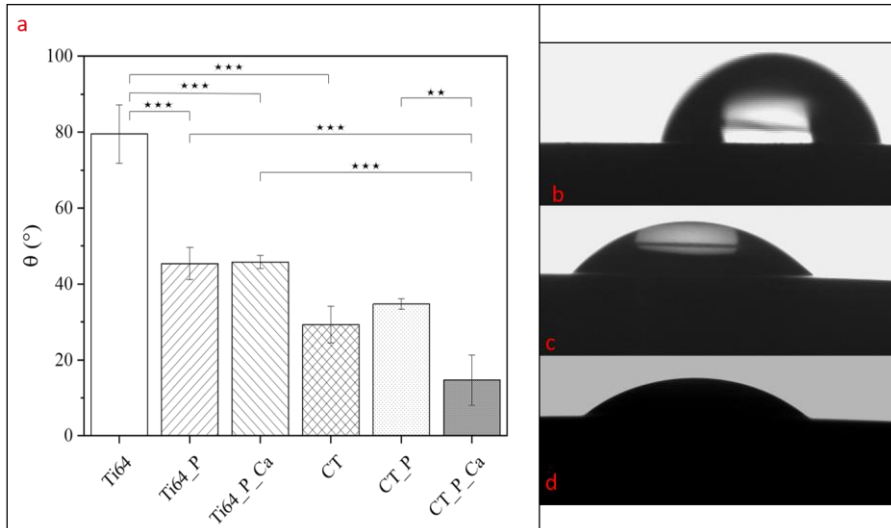 a
100
80
60
40
20
0
θ (°)
★★★
★★★
★★★
★★
★★★
★★★
Ti64
Ti64_P
Ti64_P_Ca
CT
CT_P
CT_P_Ca
b
c
d